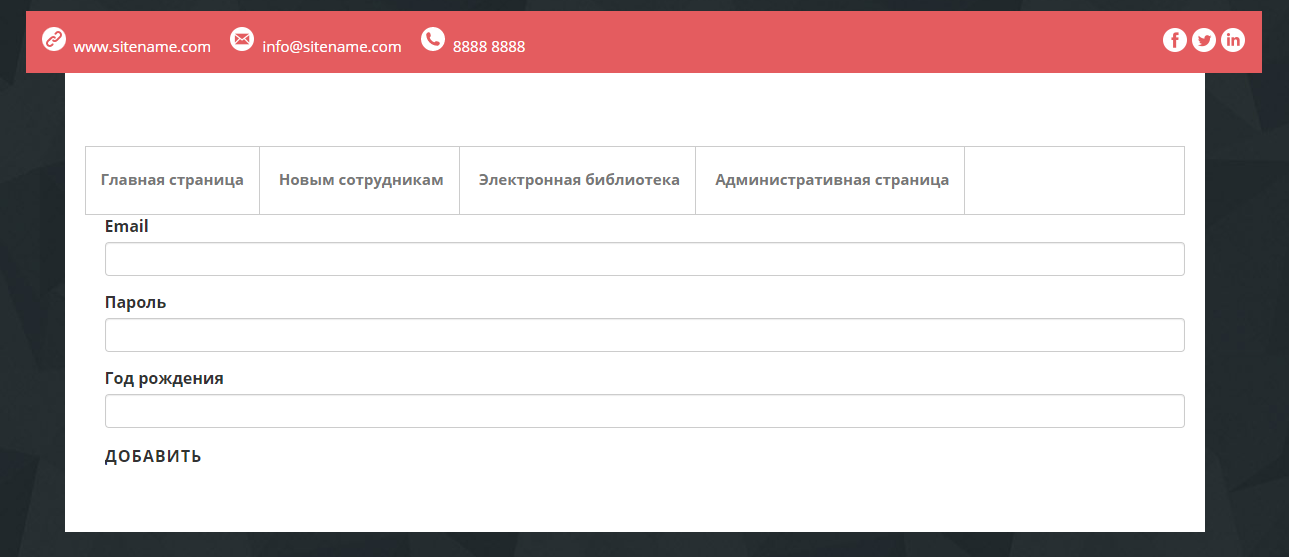 www.sitename.com info@sitename.com 8888 8888
Главная страница Новым сотрудникам Электронная библиотека Административная страница
Email
Пароль
Год рождения
ДОБАВИТЬ